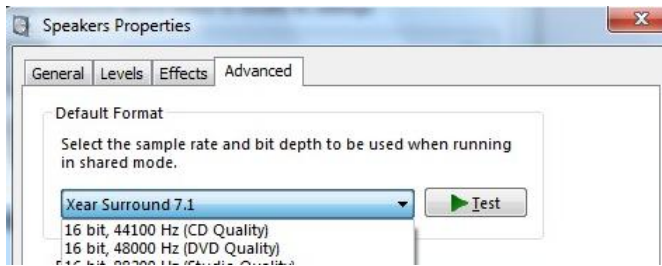 Speakers Properties
General Levels Effects Advanced
Default Format
Select the sample rate and bit depth to be used when running
in shared mode.
Xear Surround 7.1
Test
16 bit, 44100 Hz (CD Quality)
16 bit, 48000 Hz (DVD Quality)